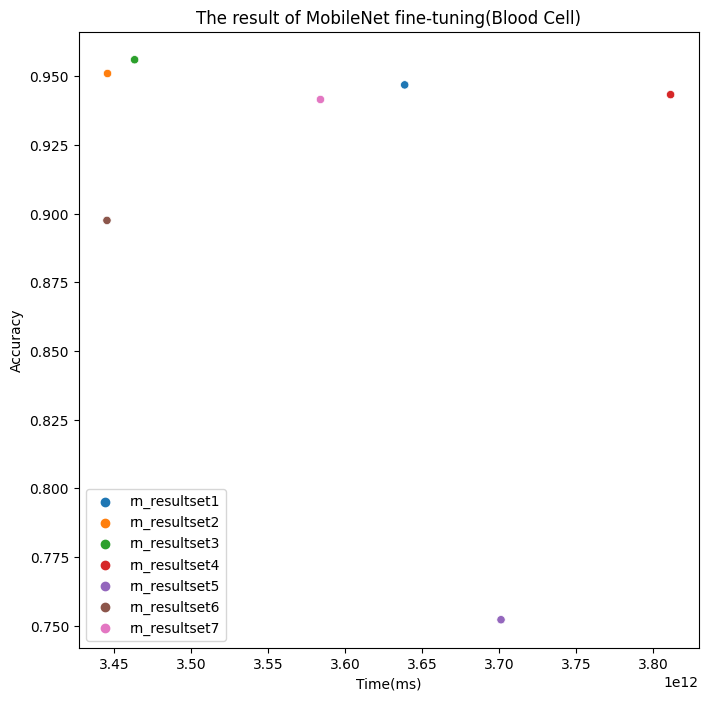 The result of MobileNet fine-tuning(Blood Cell)
Accuracy
0.950
0.925
0.900
0.875
0.850
0.825
0.800
0.775
0.750
rn_resultset1
rn_resultset2
rn_resultset3
rn_resultset4
rn_resultset5
rn_resultset6
rn_resultset7
3.45 3.50 3.55 3.60 3.65 3.70 3.75 3.80
1e12
Time(ms)